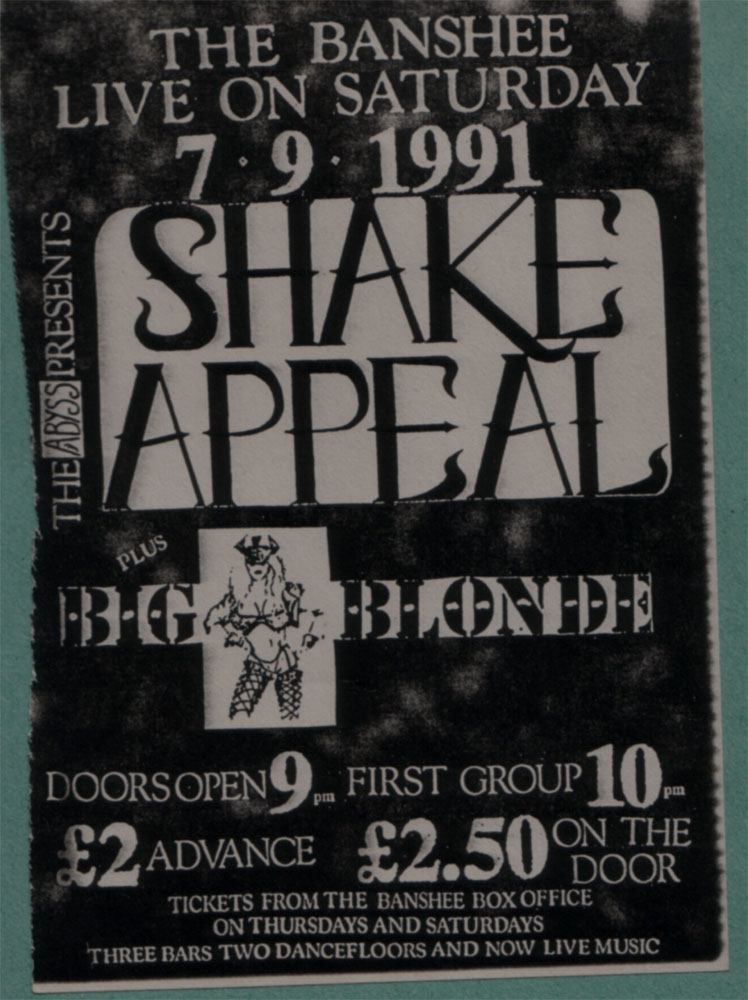 THE BANSHEE
LIVE ON SATURDAY
7 · 9 · 1991
THE ABYSS PRESENTS
SHAKE
APPEAL
PLUS
BIG BLONDE
DOORS OPEN 9pm FIRST GROUP 10pm
£2 ADVANCE £2.50 ON THE DOOR
TICKETS FROM THE BANSHEE BOX OFFICE
ON THURSDAYS AND SATURDAYS
THREE BARS TWO DANCEFLOORS AND NOW LIVE MUSIC